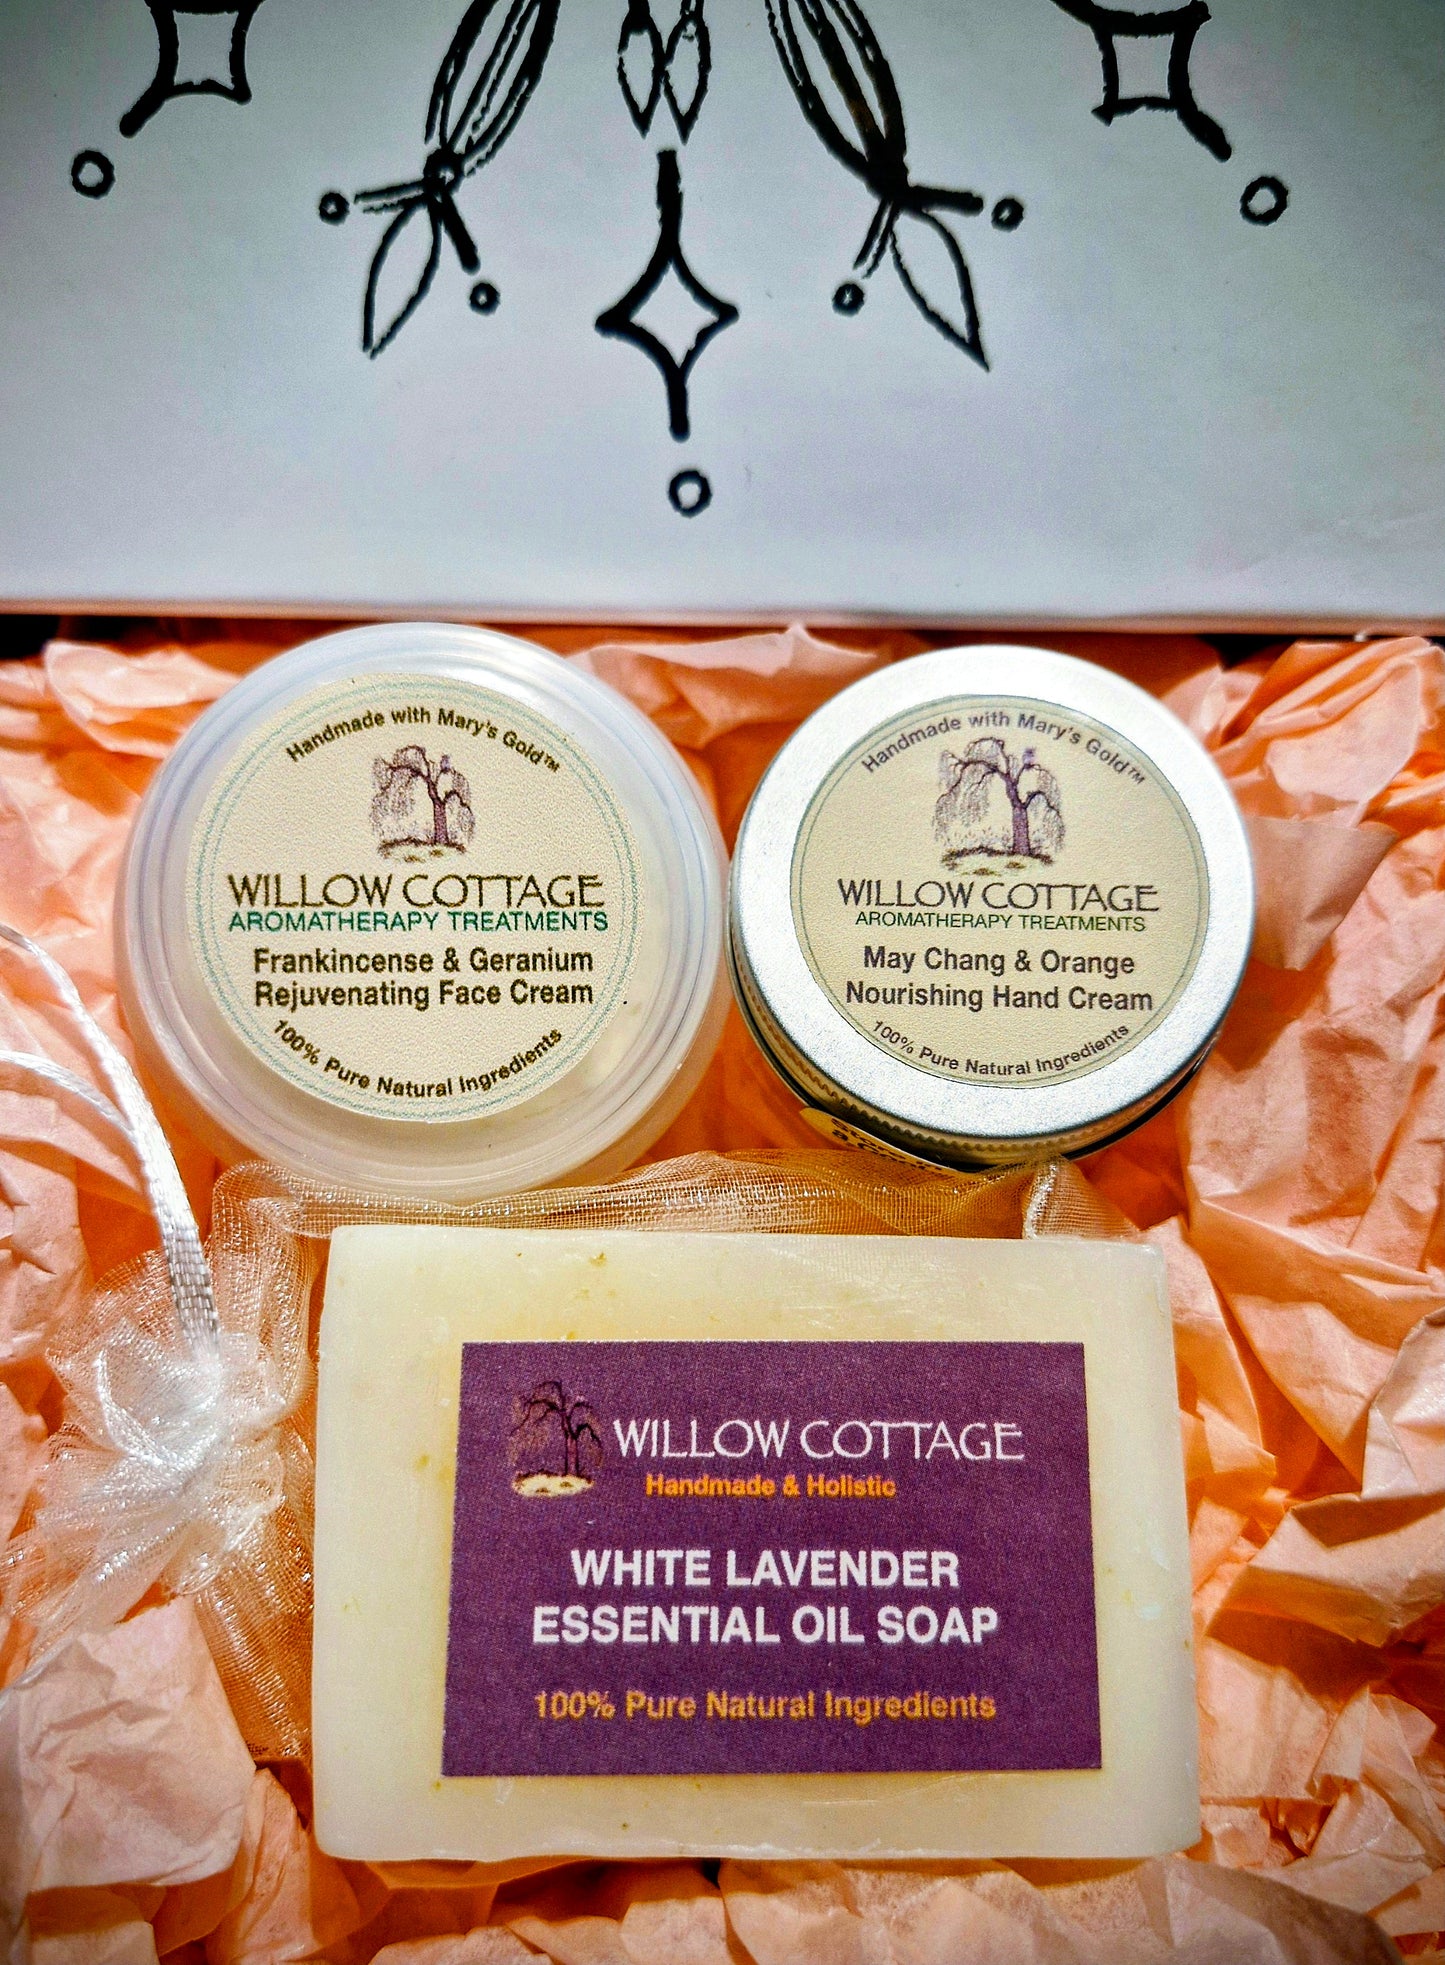 Handmade with Mary's Gold™
WILLOW COTTAGE
AROMATHERAPY TREATMENTS
Frankincense & Geranium
Rejuvenating Face Cream
100% Pure Natural Ingredients
Handmade with Mary's Gold™
WILLOW COTTAGE
AROMATHERAPY TREATMENTS
May Chang & Orange
Nourishing Hand Cream
100% Pure Natural Ingredients
WILLOW COTTAGE
Handmade & Holistic
WHITE LAVENDER
ESSENTIAL OIL SOAP
100% Pure Natural Ingredients